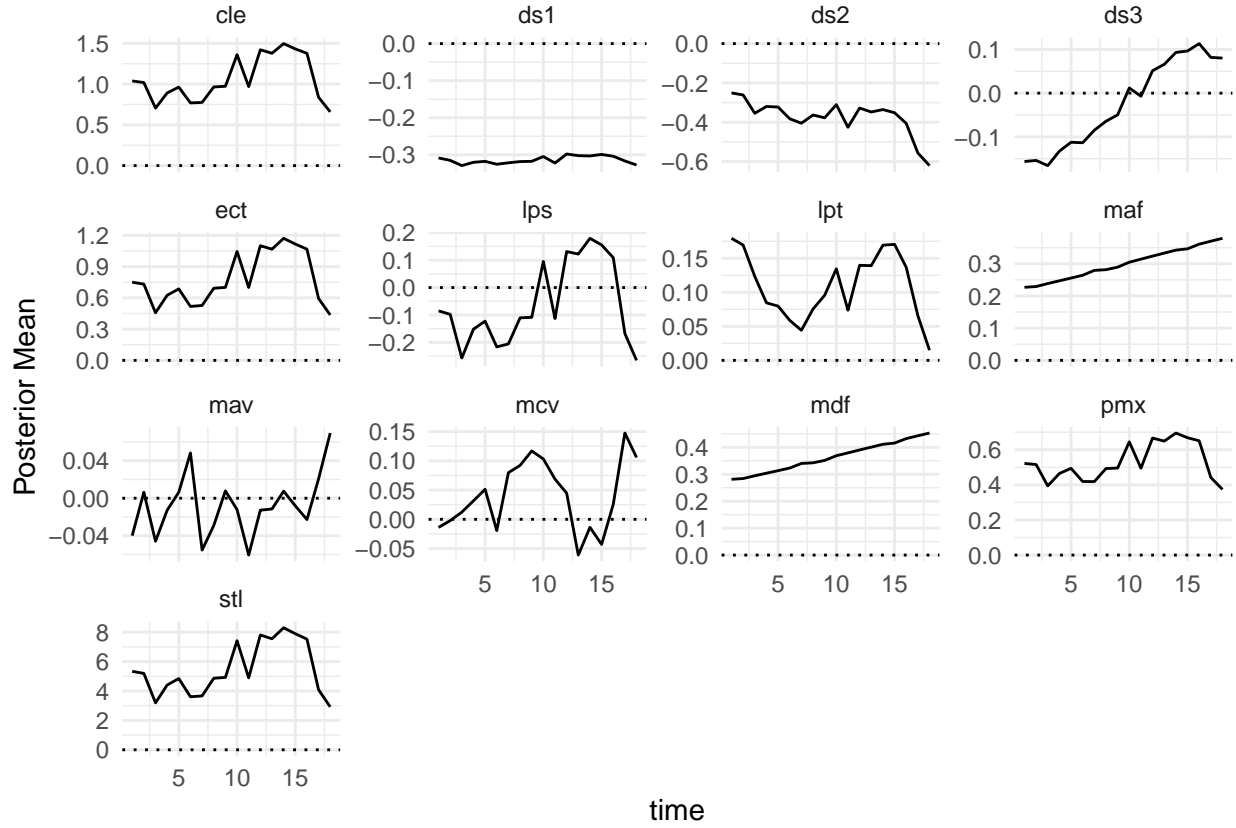 cle ds1 ds2 ds3
1.5 1.0 0.5 0.0
0.0 −0.1 −0.2 −0.3
0.0 −0.2 −0.4 −0.6
0.1 0.0 −0.1
ect lps lpt maf
1.2 0.9 0.6 0.3 0.0
0.2 0.1 0.0 −0.1 −0.2
0.15 0.10 0.05 0.00
0.3 0.2 0.1 0.0
Posterior Mean
mav mcv mdf pmx
0.04 0.00 −0.04
0.15 0.10 0.05 0.00 −0.05
0.4 0.3 0.2 0.1 0.0
0.6 0.4 0.2 0.0
5 10 15 5 10 15 5 10 15
stl
8 6 4 2 0
5 10 15
time